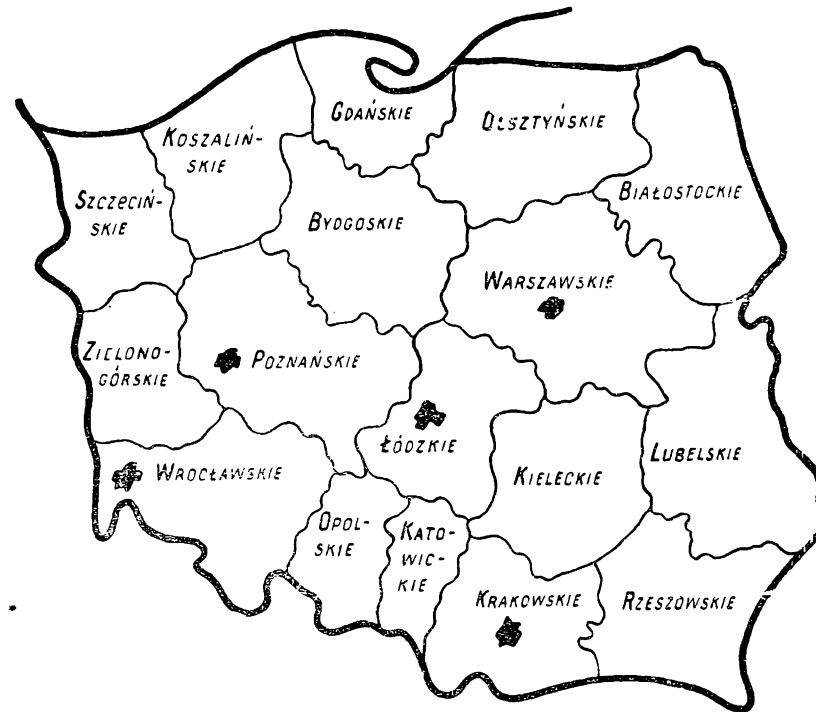 GDAŃSKIE
OLSZTYŃSKIE
KOSZALIŃ-
SKIE
BIAŁOSTOCKIE
SZCZECIŃ-
SKIE
BYDGOSKIE
WARSZAWSKIE
ZIELONO-
GÓRSKIE
POZNAŃSKIE
ŁÓDZKIE
LUBELSKIE
WROCŁAWSKIE
KIELECKIE
OPOL-
SKIE
KATO-
WIC-
KIE
KRAKOWSKIE
RZESZOWSKIE